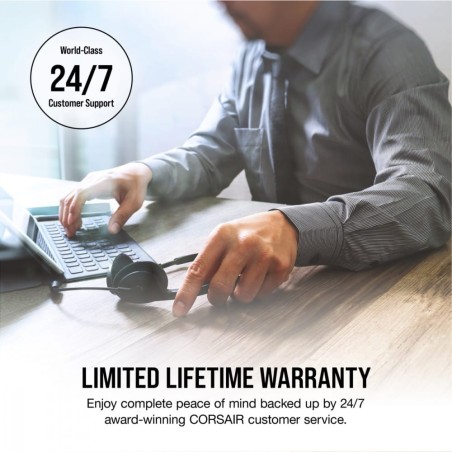 World-Class
24/7
Customer Support
LIMITED LIFETIME WARRANTY
Enjoy complete peace of mind backed up by 24/7
award-winning CORSAIR customer service.